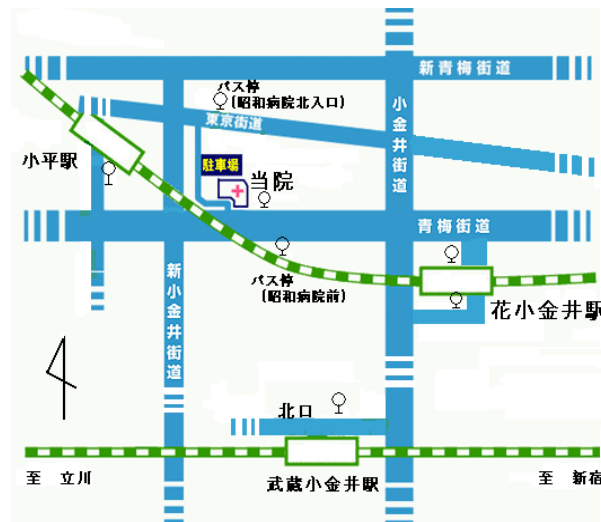 新青梅街道
バス停
(昭和病院北入口)
小金井街道
東京街道
小平駅
駐車場
当院
青梅街道
バス停
(昭和病院前)
新小金井街道
花小金井駅
北口
至 立川
武蔵小金井駅
至 新宿